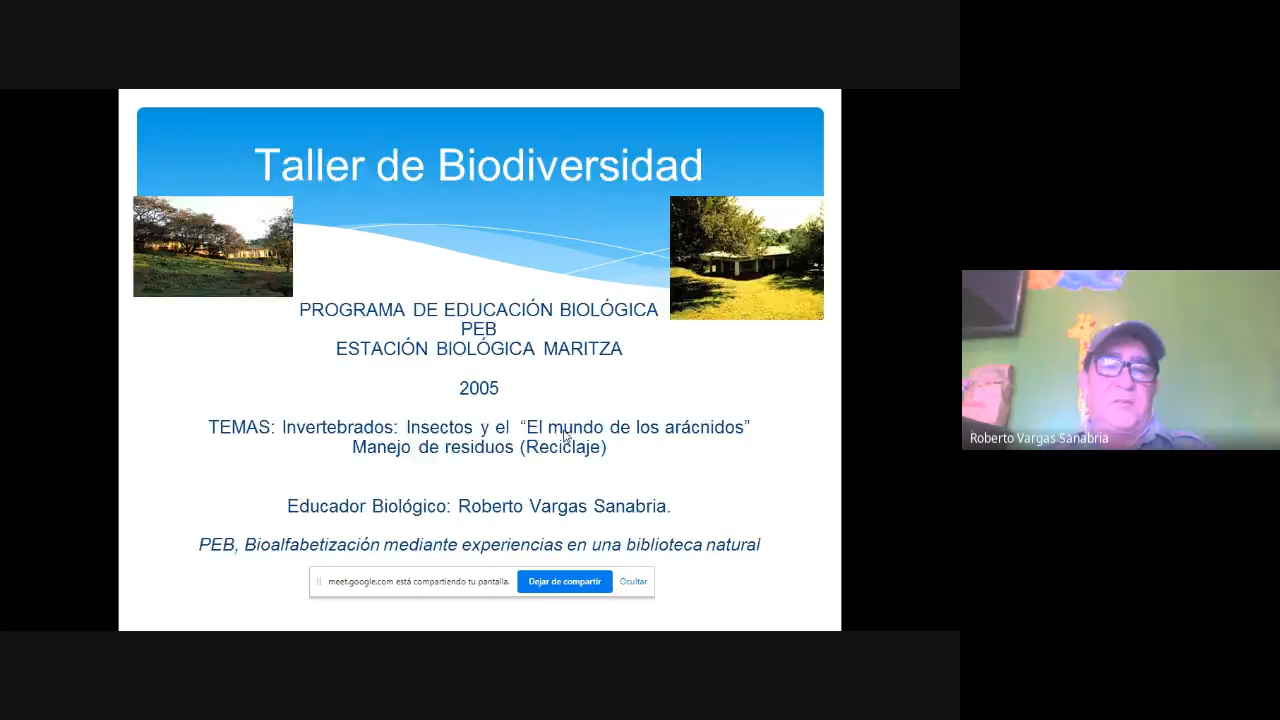 Taller de Biodiversidad
PROGRAMA DE EDUCACIÓN BIOLÓGICA
PEB
ESTACIÓN BIOLÓGICA MARITZA
2005
TEMAS: Invertebrados: Insectos y el “El mundo de los arácnidos”
Manejo de residuos (Reciclaje)
Educador Biológico: Roberto Vargas Sanabria.
PEB, Bioalfabetización mediante experiencias en una biblioteca natural
meet.google.com está compartiendo tu pantalla. Dejar de compartir Ocultar
Roberto Vargas Sanabria